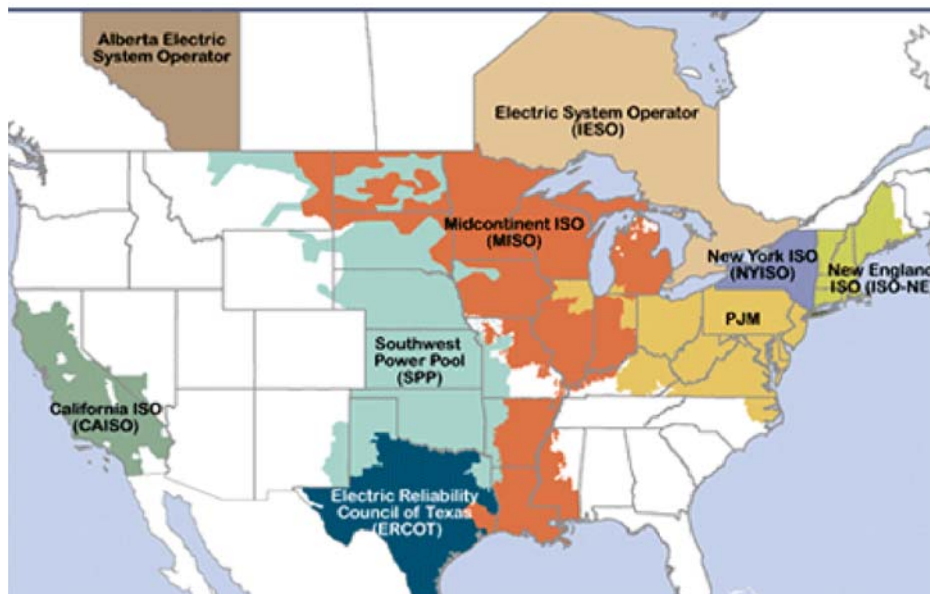 Alberta Electric
System Operator
Electric System Operator
(IESO)
Midcontinent ISO
(MISO)
New York ISO
(NYISO)
New England
ISO (ISO-NE
PJM
Southwest
Power Pool
(SPP)
California ISO
(CAISO)
Electric Reliability
Council of Texas
(ERCOT)